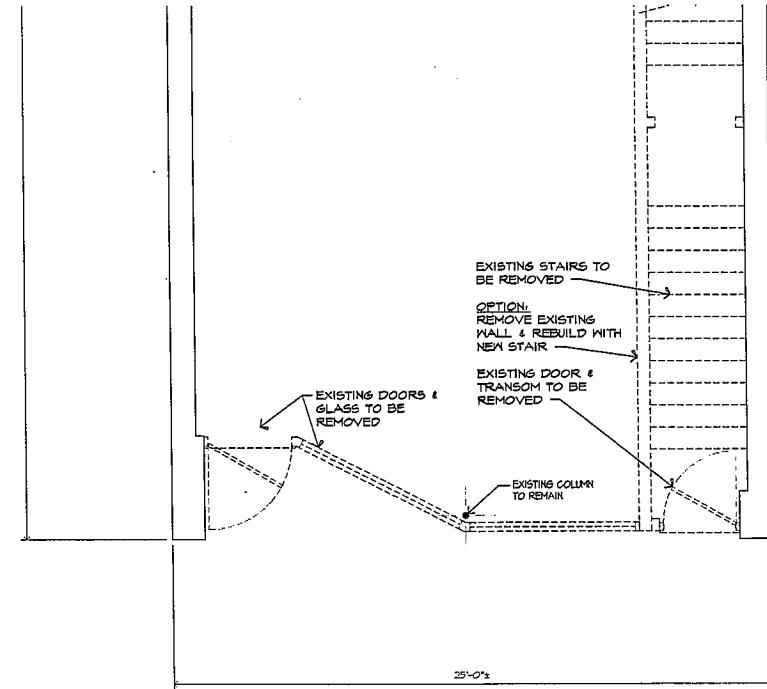 EXISTING STAIRS TO
BE REMOVED
OPTION:
REMOVE EXISTING
WALL & REBUILD WITH
NEW STAIR
EXISTING DOOR &
TRANSOM TO BE
REMOVED
EXISTING DOORS &
GLASS TO BE
REMOVED
EXISTING COLUMN
TO REMAIN
25'-0"±